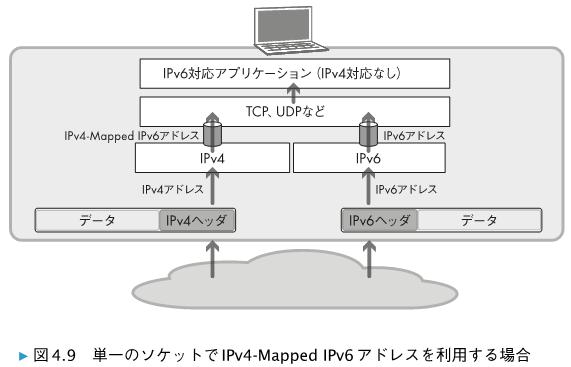 IPv6対応アプリケーション（IPv4対応なし）
TCP、UDPなど
IPv4-Mapped IPv6アドレス
IPv6アドレス
IPv4
IPv6
IPv4アドレス
IPv6アドレス
データ
IPv4ヘッダ
IPv6ヘッダ
データ
▶ 図4.9 単一のソケットでIPv4-Mapped IPv6アドレスを利用する場合